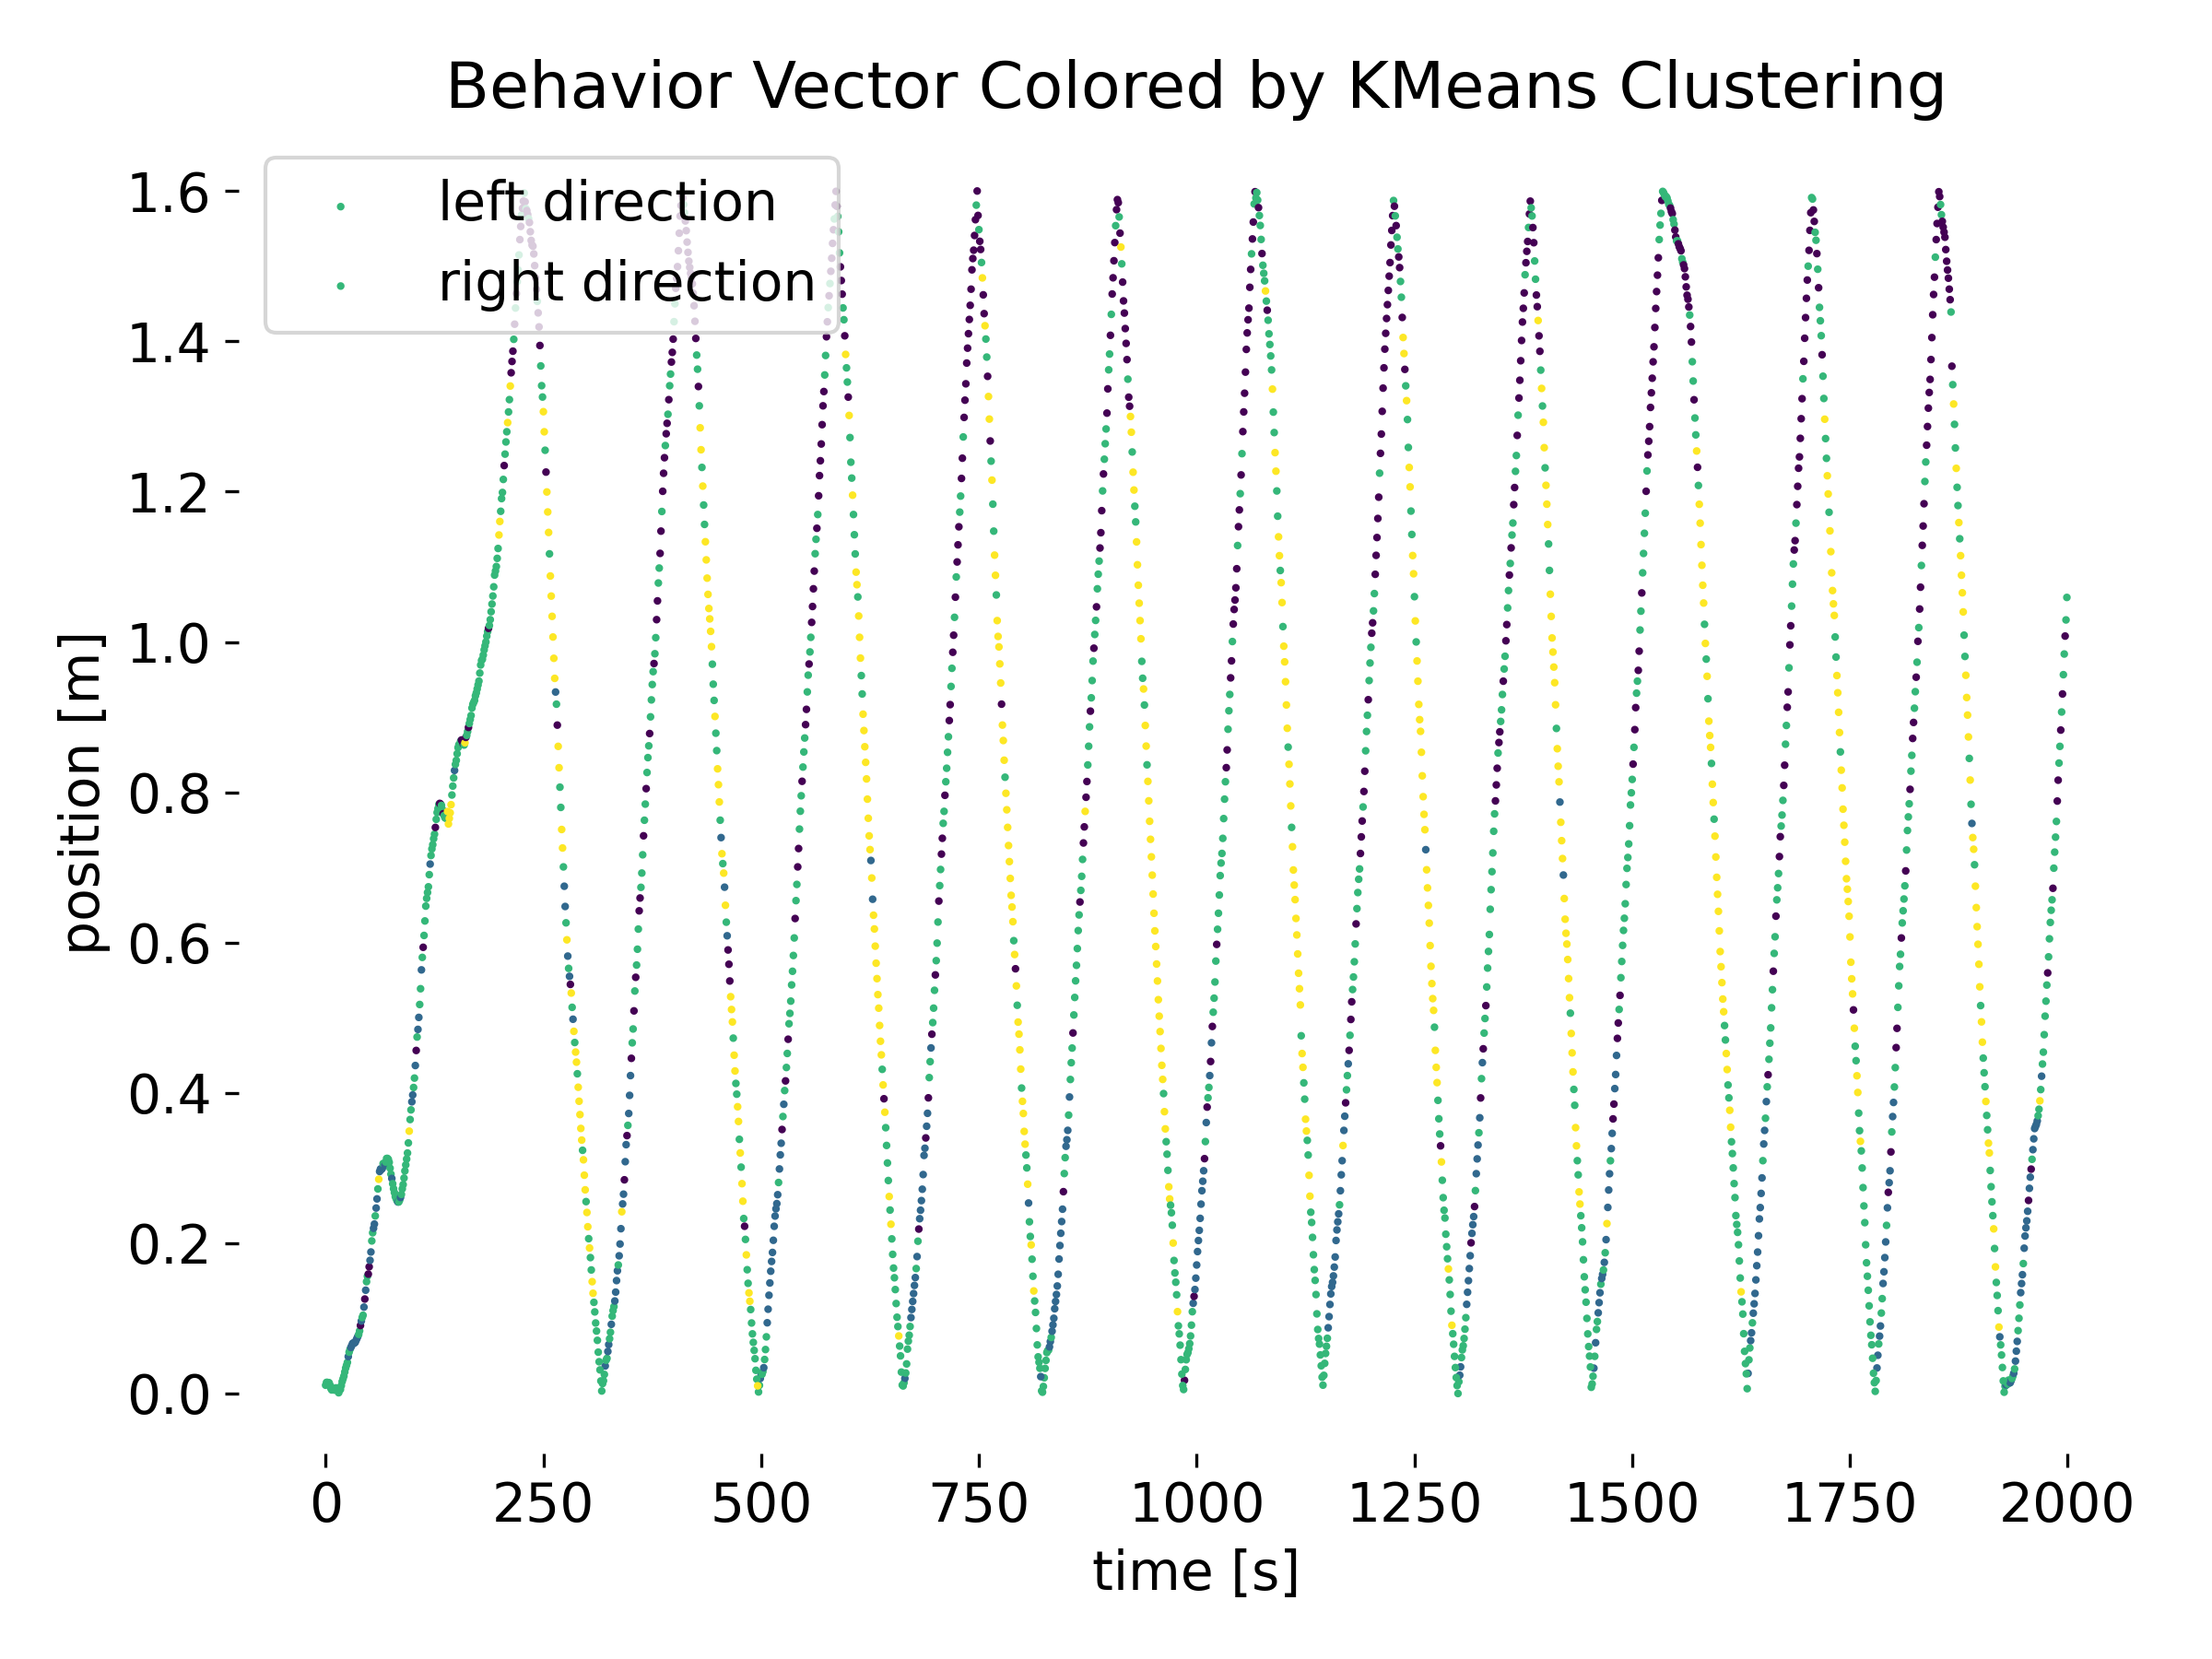 Behavior Vector Colored by KMeans Clustering
left direction
right direction
position [m]
1.6
1.4
1.2
1.0
0.8
0.6
0.4
0.2
0.0
0 250 500 750 1000 1250 1500 1750 2000
time [s]